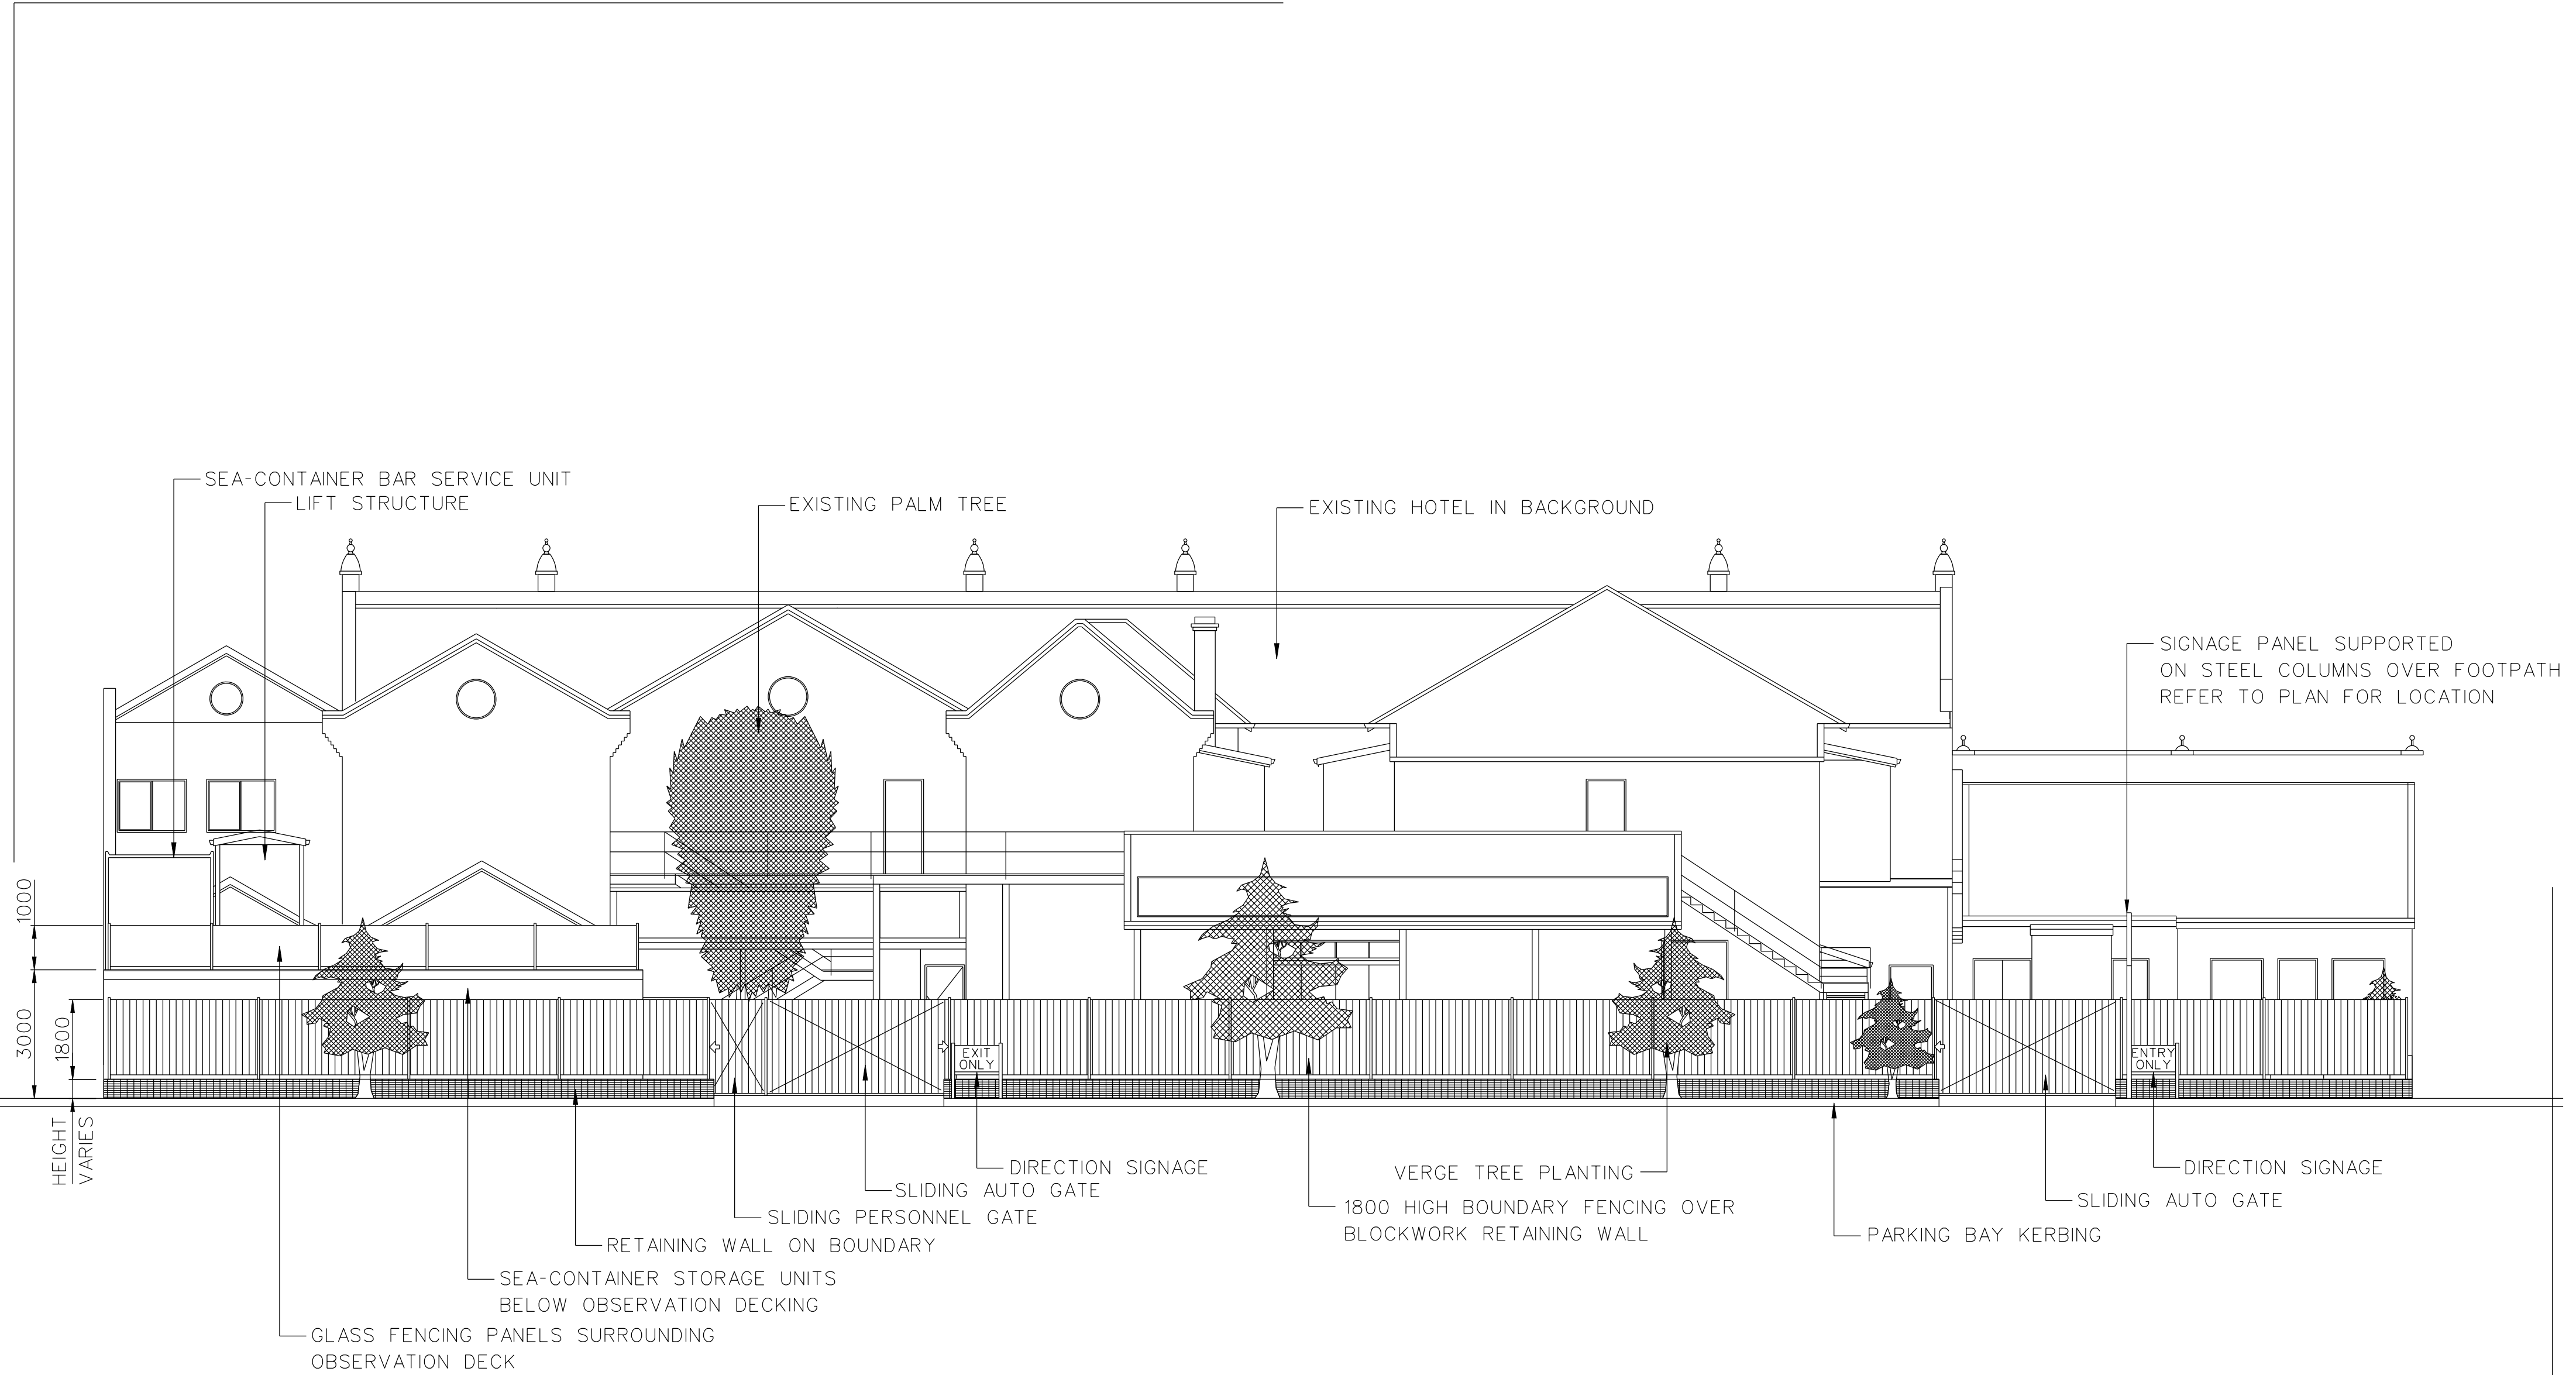 SEA-CONTAINER BAR SERVICE UNIT
LIFT STRUCTURE
EXISTING PALM TREE
EXISTING HOTEL IN BACKGROUND
SIGNAGE PANEL SUPPORTED
ON STEEL COLUMNS OVER FOOTPATH
REFER TO PLAN FOR LOCATION
1000
3000
1800
HEIGHT
VARIES
EXIT
ONLY
ENTRY
ONLY
DIRECTION SIGNAGE
SLIDING AUTO GATE
SLIDING PERSONNEL GATE
RETAINING WALL ON BOUNDARY
SEA-CONTAINER STORAGE UNITS
BELOW OBSERVATION DECKING
GLASS FENCING PANELS SURROUNDING
OBSERVATION DECK
VERGE TREE PLANTING
1800 HIGH BOUNDARY FENCING OVER
BLOCKWORK RETAINING WALL
DIRECTION SIGNAGE
SLIDING AUTO GATE
PARKING BAY KERBING